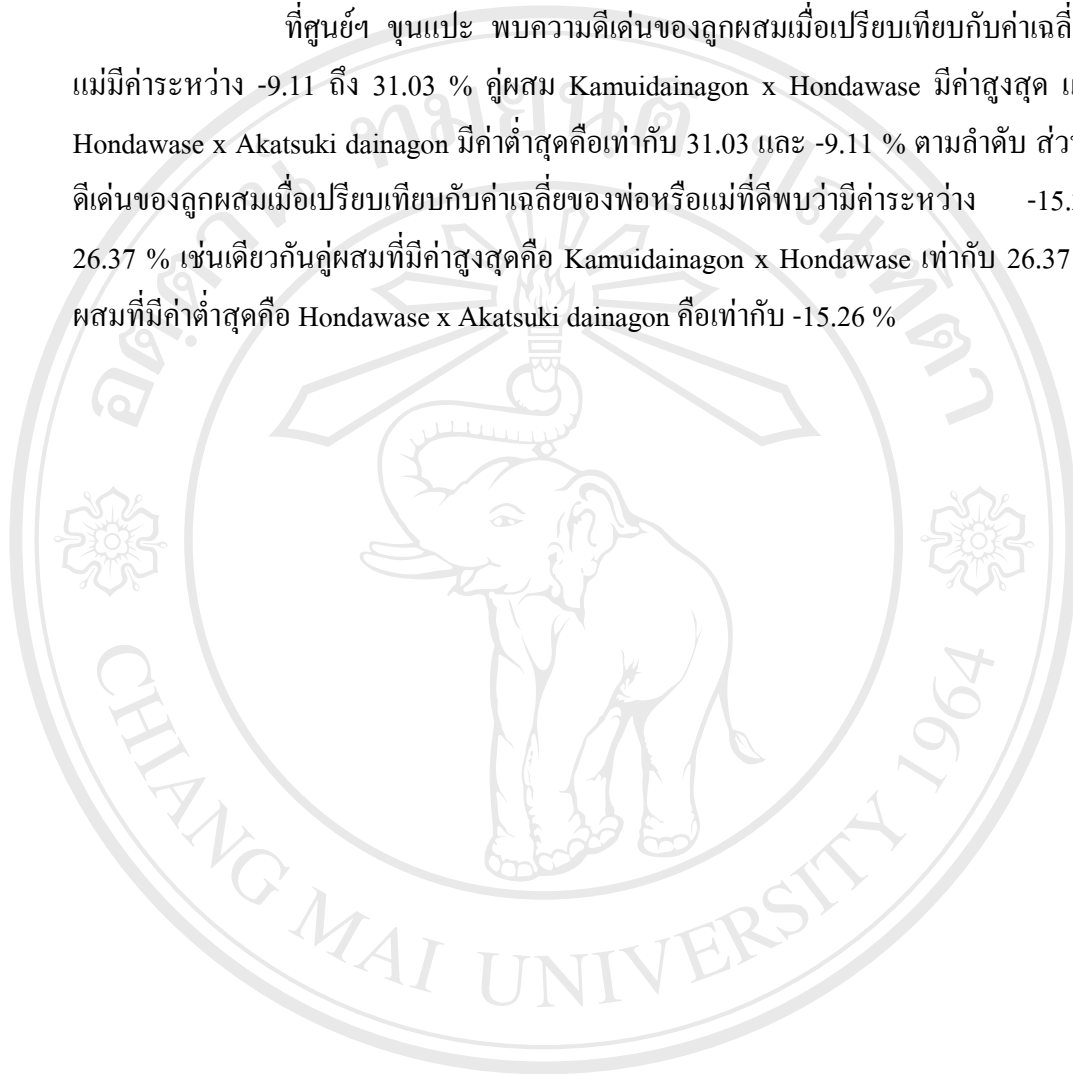 ที่ศูนย์ฯ ขุนแปะ พบความดีเด่นของลูกผสมเมื่อเปรียบเทียบกับค่าเฉลี่
แม่มีค่าระหว่าง -9.11 ถึง 31.03 % คู่ผสม Kamuidainagon x Hondawase มีค่าสูงสุด
Hondawase x Akatsuki dainagon มีค่าต่ำสุดคือเท่ากับ 31.03 และ -9.11 % ตามลำดับ
ดีเด่นของลูกผสมเมื่อเปรียบเทียบกับค่าเฉลี่ยของพ่อหรือแม่ที่ดีพบว่ามีค่าระหว่าง -15.
26.37 % เช่นเดียวกันคู่ผสมที่มีค่าสูงสุดคือ Kamuidainagon x Hondawase เท่ากับ 26.37
ผสมที่มีค่าต่ำสุดคือ Hondawase x Akatsuki dainagon คือเท่ากับ -15.26 %
CHIANG MAI UNIVERSITY 1964